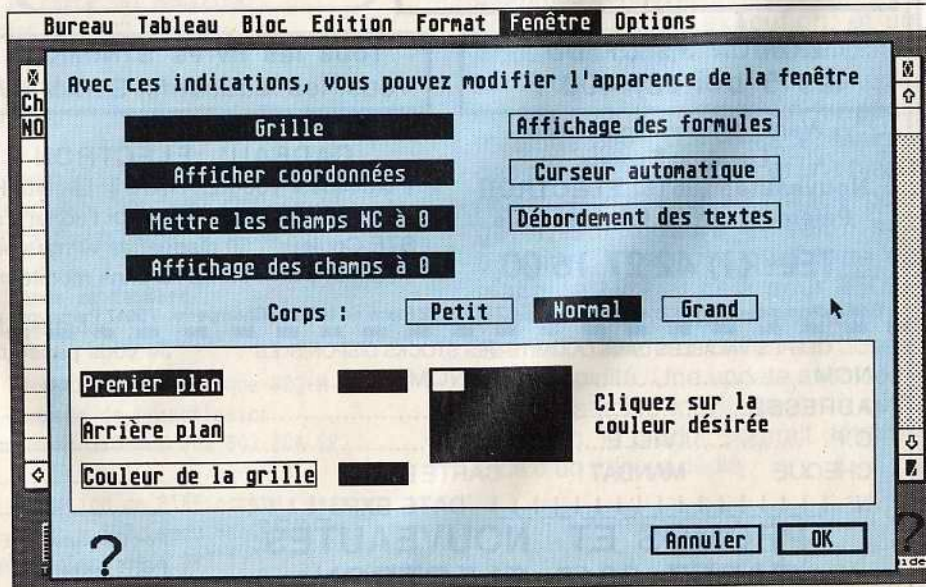 Bureau Tableau Bloc Edition Format Fenêtre Options
Avec ces indications, vous pouvez modifier l'apparence de la fenêtre
Ch
NO
Grille
Affichage des formules
Afficher coordonnées
Curseur automatique
Mettre les champs NC à 0
Débordement des textes
Affichage des champs à 0
Corps :
Petit
Normal
Grand
Premier plan
Arrière plan
Couleur de la grille
Cliquez sur la
couleur désirée
?
Annuler
OK
?